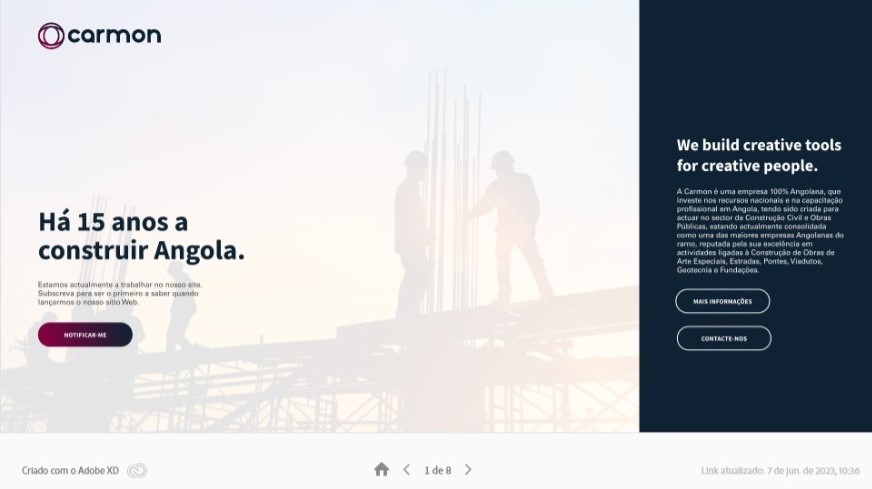 carmon
Há 15 anos a
construir Angola.
Estamos actualmente a trabalhar no nosso site.
Subscreva para ser o primeiro a saber quando
lançarmos o nosso sítio Web.
NOTIFICAR-ME
We build creative tools
for creative people.
A Carmon é uma empresa 100% Angolana, que
investe nos recursos nacionais e na capacitação
profissional em Angola, tendo sido criada para
actuar no sector da Construção Civil e Obras
Públicas, estando actualmente consolidada
como uma das maiores empresas Angolanas do
ramo, reputada pela sua excelência em
actividades ligadas à Construção de Obras de
Arte Especiais, Estradas, Pontes, Viadutos,
Geotecnia e Fundações.
MAIS INFORMAÇÕES
CONTACTE-NOS
Criado com o Adobe XD
1 de 8
Link atualizado: 7 de jun. de 2023, 10:36